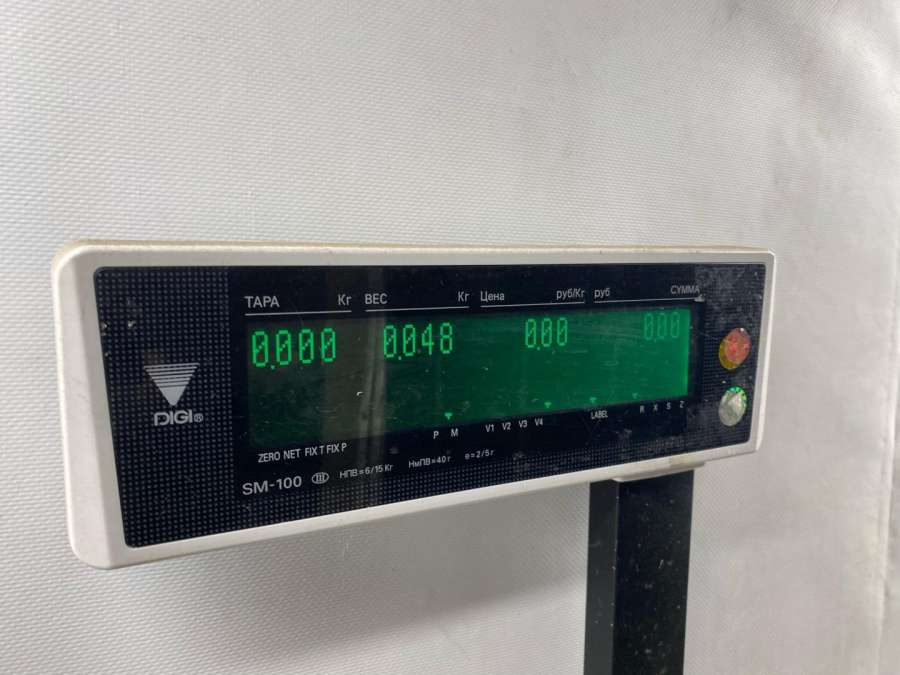 ТАРА Кг ВЕС Кг Цена руб/Кг руб СУММА
0.000 0.048 0.00 0.00
DIGI®
P M V1 V2 V3 V4 LABEL R X S Z
ZERO NET FIX T FIX P
SM-100 III НПВ=6/15 Кг НмПВ=40 г e=2/5 г